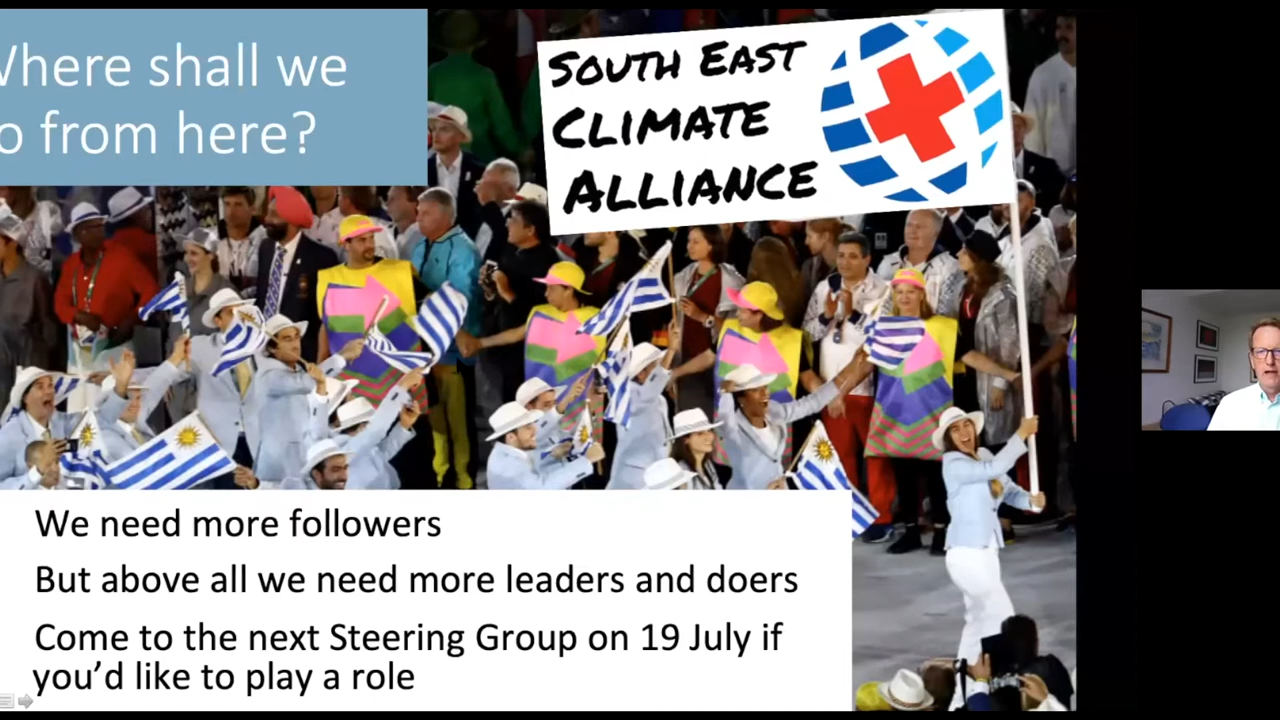 Where shall we
o from here?
SOUTH EAST
CLIMATE
ALLIANCE
We need more followers
But above all we need more leaders and doers
Come to the next Steering Group on 19 July if
you'd like to play a role